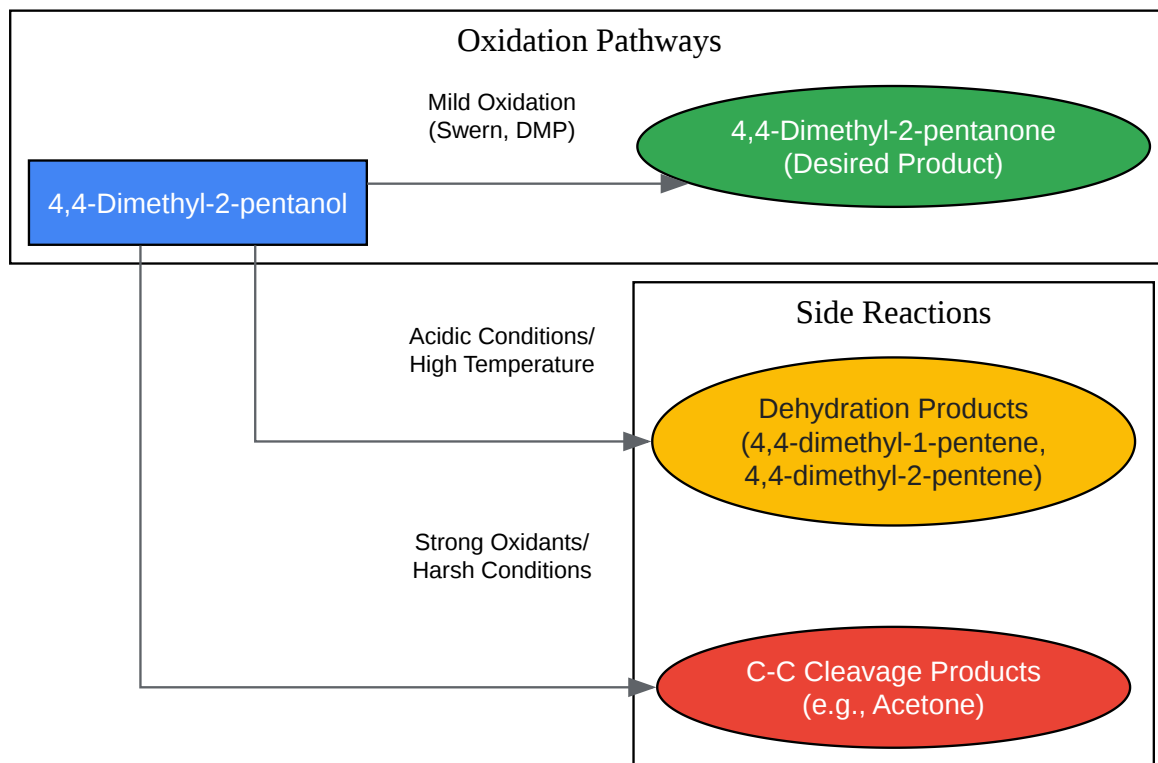 Oxidation Pathways
Mild Oxidation
(Swern, DMP)
4,4-Dimethyl-2-pentanone
(Desired Product)
4,4-Dimethyl-2-pentanol
Side Reactions
Acidic Conditions/
High Temperature
Dehydration Products
(4,4-dimethyl-1-pentene,
4,4-dimethyl-2-pentene)
Strong Oxidants/
Harsh Conditions
C-C Cleavage Products
(e.g., Acetone)